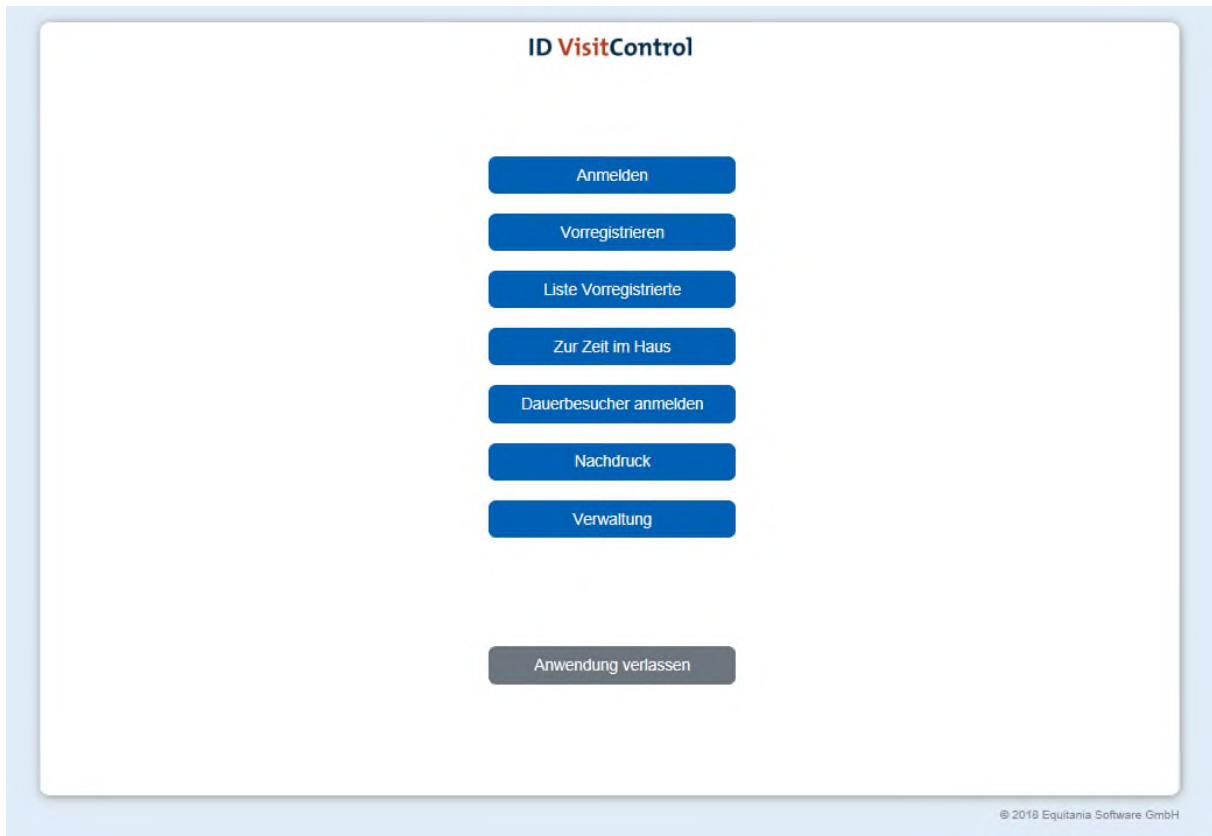 ID VisitControl
Anmelden
Vorregistrieren
Liste Vorregistrierte
Zur Zeit im Haus
Dauerbesucher anmelden
Nachdruck
Verwaltung
Anwendung verlassen
© 2018 Equitania Software GmbH